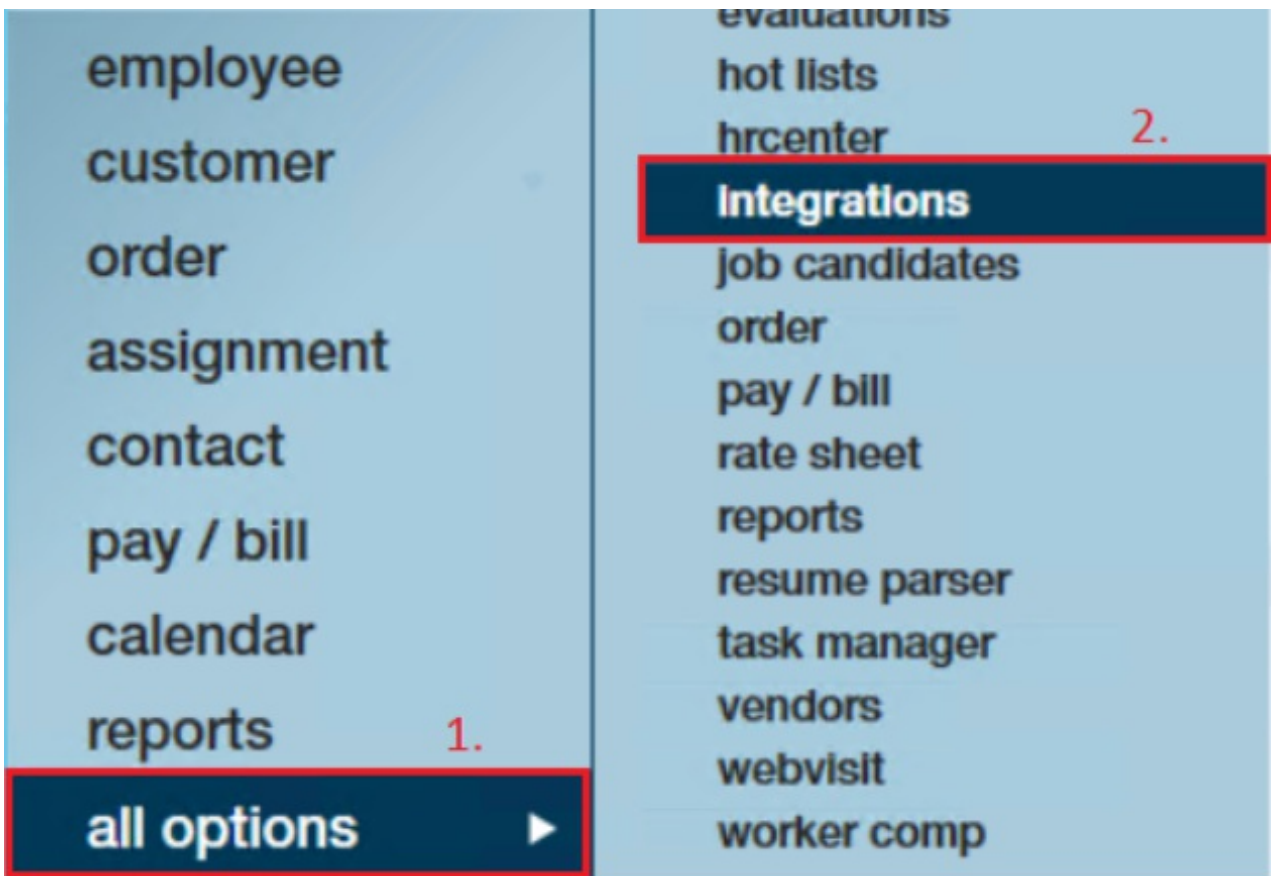 employee
customer
order
assignment
contact
pay / bill
calendar
reports
1.
all options
evaluations
hot lists
hrcenter
2.
integrations
job candidates
order
pay / bill
rate sheet
reports
resume parser
task manager
vendors
webvisit
worker comp